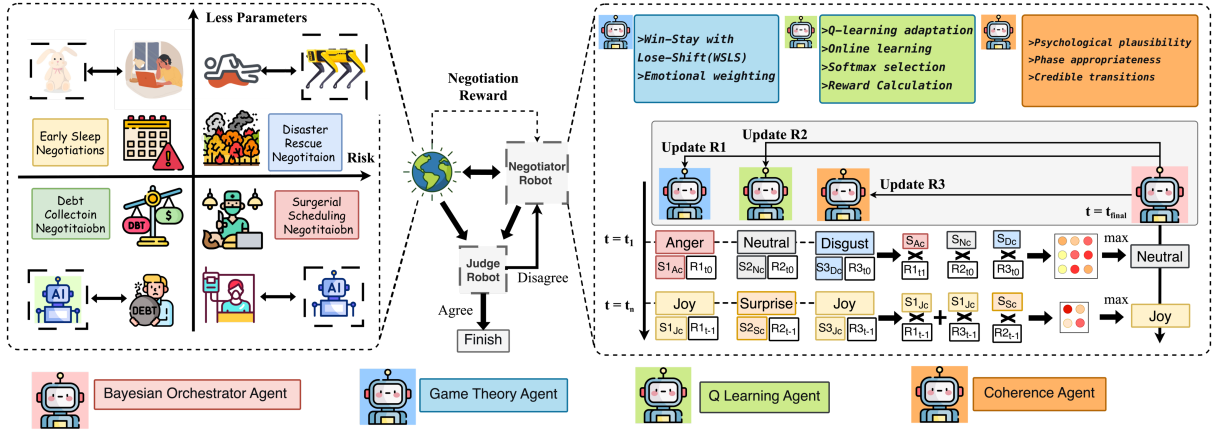 Less Parameters
Risk
Early Sleep
Negotiations
Disaster
Rescue
Negotitaion
Debt
Collectoin
Negotitaiobn
DBT
$
Surgerial
Scheduling
Negotitaiobn
AI
DEBT
AI
Negotiation
Reward
Negotiator
Robot
Judge
Robot
Disagree
Agree
Finish
>Win-Stay with
Lose-Shift(WSLS)
>Emotional weighting
>Q-learning adaptation
>Online learning
>Softmax selection
>Reward Calculation
>Psychological plausibility
>Phase appropriateness
>Credible transitions
Update R2
Update R1
Update R3
t = t_final
t = t_1
Anger
Neutral
Disgust
S1_Ac
R1_t0
S2_Nc
R2_t0
S3_Dc
R3_t0
S_Ac
R1_t1
S_Nc
R2_t0
S_Dc
R3_t0
max
Neutral
t = t_n
Joy
Surprise
Joy
S1_Jc
R1_t-1
S2_Sc
R2_t-1
S3_Jc
R3_t-1
S1_Jc
R1_t-1
+
S1_Jc
R3_t-1
S_Sc
R2_t-1
max
Joy
Bayesian Orchestrator Agent
Game Theory Agent
Q Learning Agent
Coherence Agent